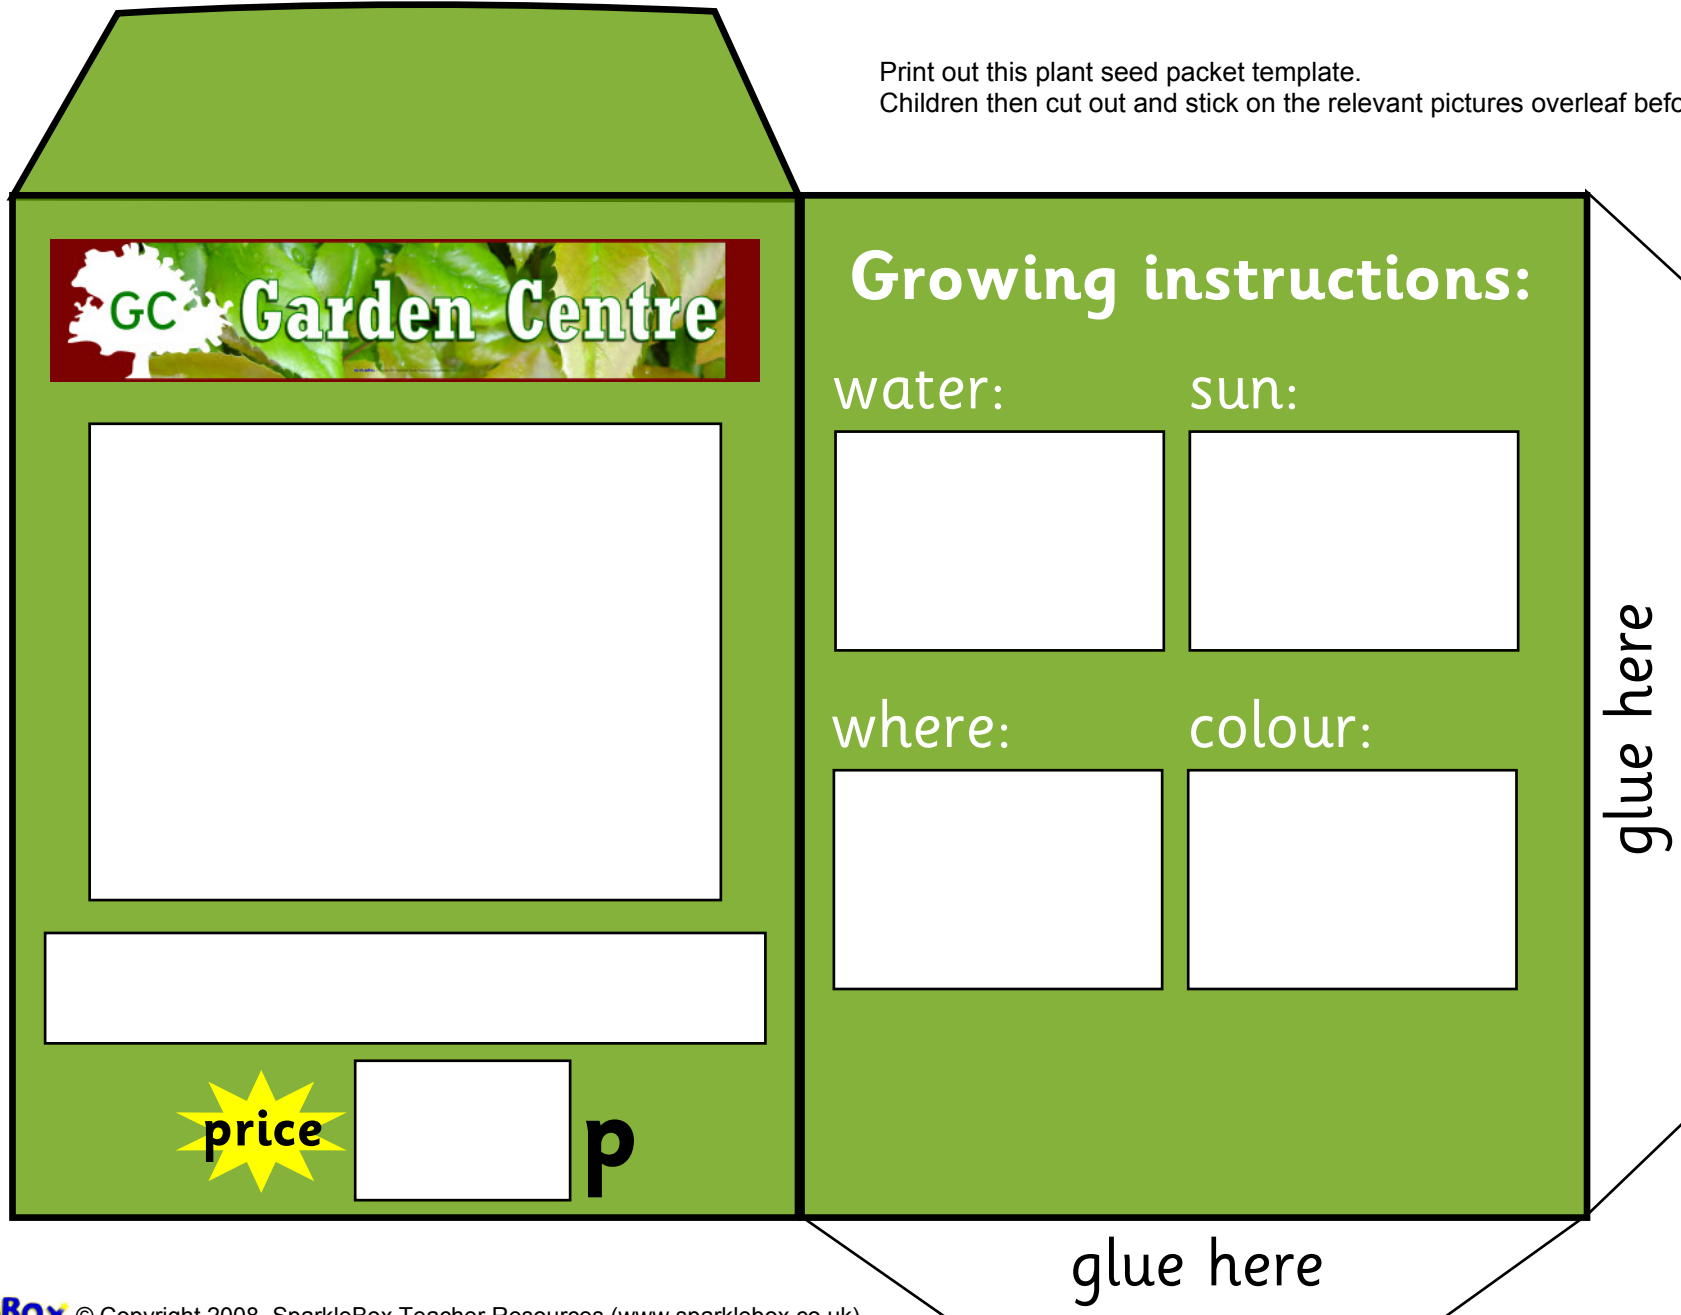 Print out this plant seed packet template.
Children then cut out and stick on the relevant pictures overleaf
GC Garden Centre
Growing instructions:
water: sun:
where: colour:
glue here
price p
glue here
Box © Copyright 2008, SparkleBox Teacher Resources (www.sparklebox.co.uk)